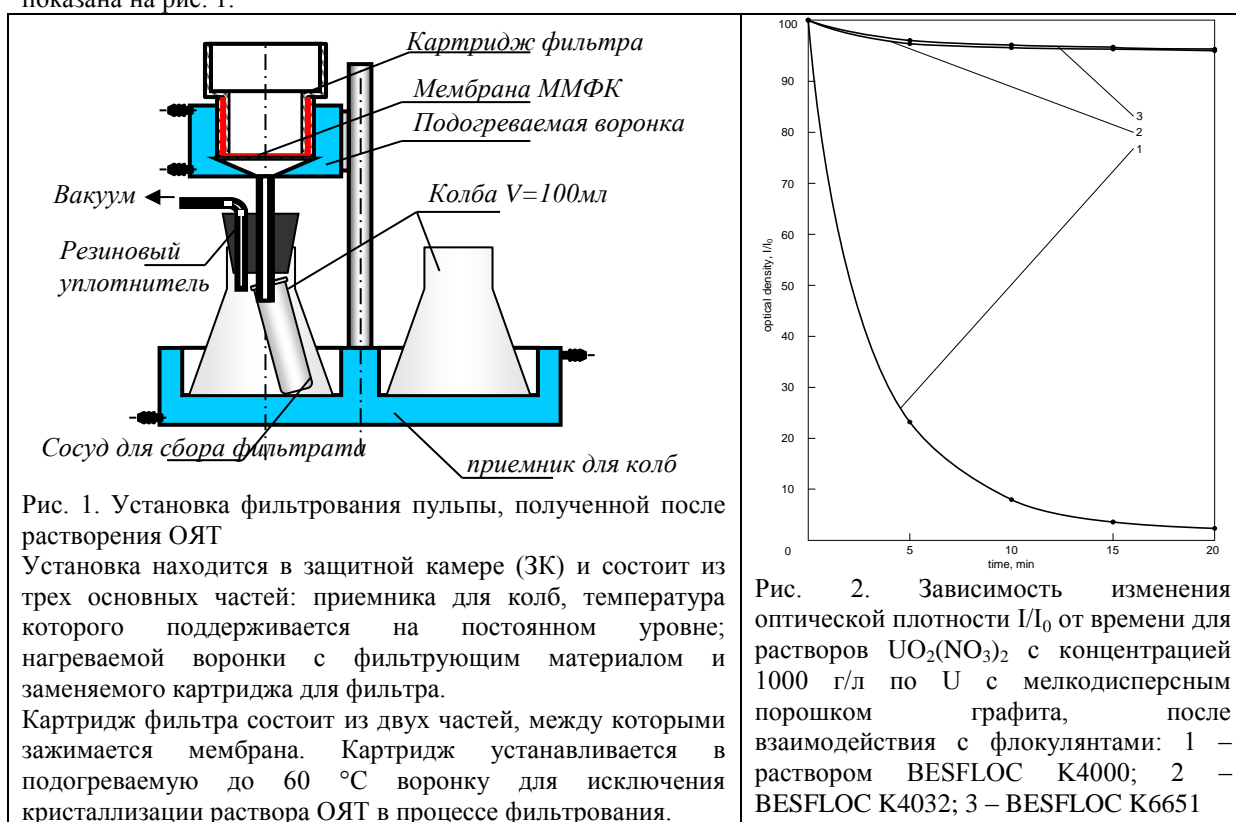 показана на рис. 1.
Картридж фильтра
Мембрана ММФК
Подогреваемая воронка
Вакуум
Колба V=100мл
Резиновый
уплотнитель
Сосуд для сбора фильтрата
приемник для колб
Рис. 1. Установка фильтрования пульпы, полученной после
растворения ОЯТ
Установка находится в защитной камере (ЗК) и состоит из
трех основных частей: приемника для колб, температура
которого поддерживается на постоянном уровне;
нагреваемой воронки с фильтрующим материалом и
заменяемого картриджа для фильтра.
Картридж фильтра состоит из двух частей, между которыми
зажимается мембрана. Картридж устанавливается в
подогреваемую до 60 °С воронку для исключения
кристаллизации раствора ОЯТ в процессе фильтрования.
100
90
80
70
60
50
40
30
20
10
0
optical density, I/I₀
3
2
1
5
10
15
20
time, min
Рис. 2. Зависимость изменения
оптической плотности I/I₀ от времени для
растворов UO₂(NO₃)₂ с концентрацией
1000 г/л по U с мелкодисперсным
порошком графита, после
взаимодействия с флокулянтами: 1 –
раствором BESFLOC K4000; 2 –
BESFLOC K4032; 3 – BESFLOC K6651